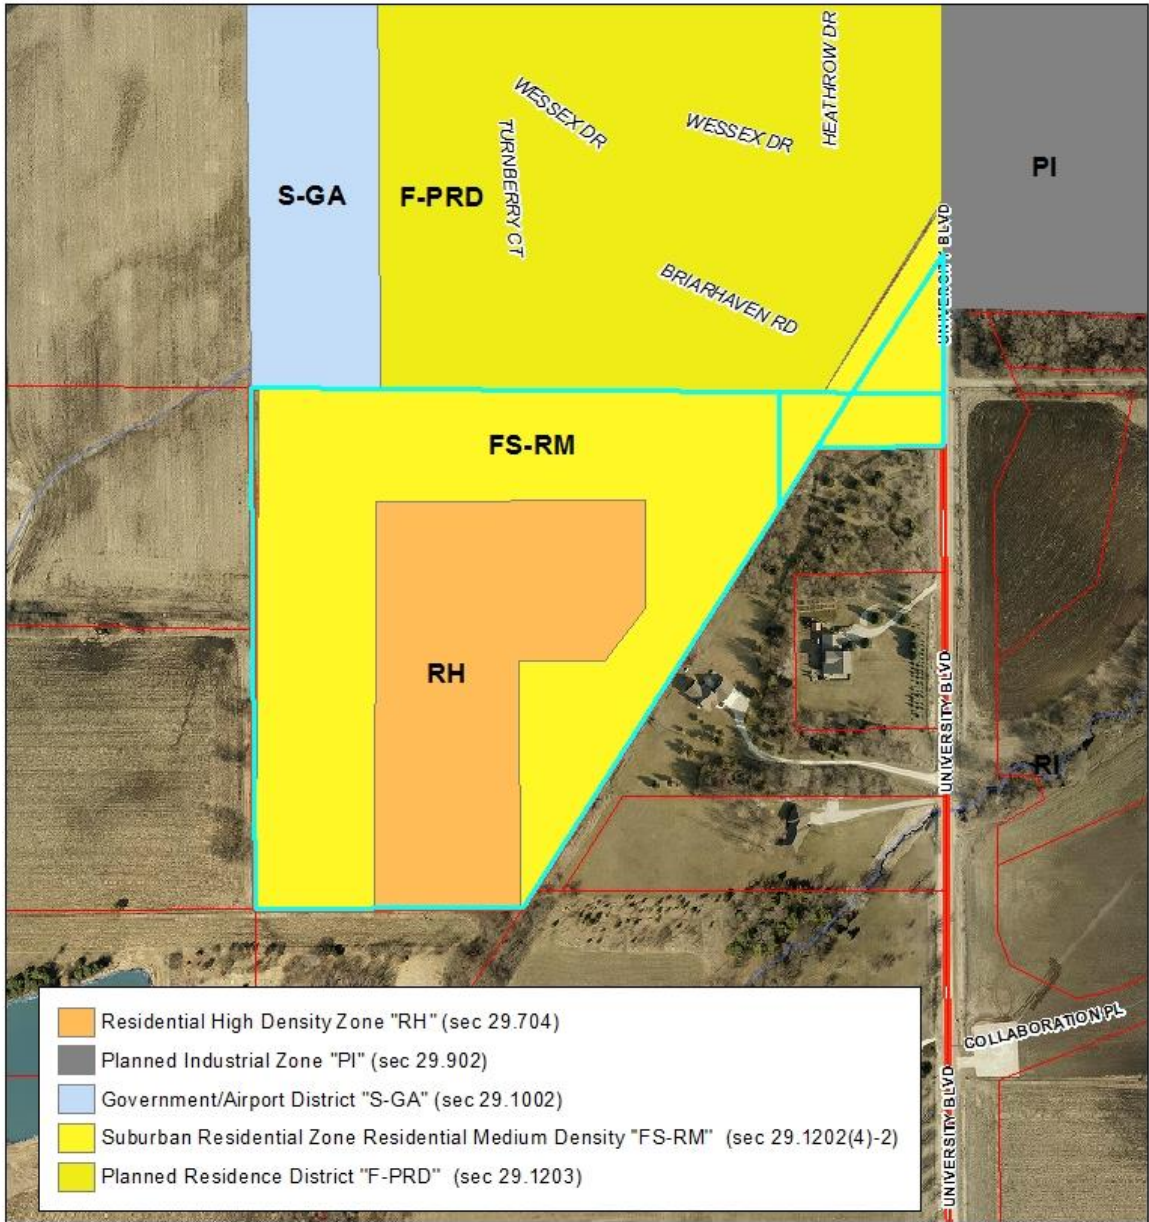 HEATHROW DR
WESSEX DR
WESSEX DR
TURNBERRY CT
PI
S-GA
F-PRD
UNIVERSITY BLVD
BRIARHAVEN RD
FS-RM
RH
UNIVERSITY BLVD
RI
COLLABORATION PL
UNIVERSITY BLVD
Residential High Density Zone "RH" (sec 29.704)
Planned Industrial Zone "PI" (sec 29.902)
Government/Airport District "S-GA" (sec 29.1002)
Suburban Residential Zone Residential Medium Density "FS-RM" (sec 29.1202(4)-2)
Planned Residence District "F-PRD" (sec 29.1203)